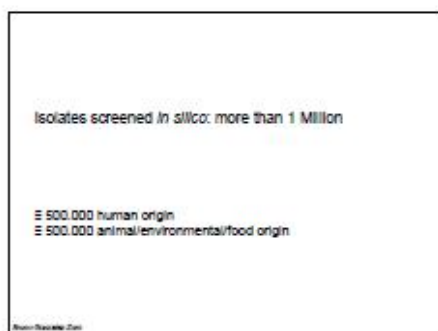 Isolates screened in silico: more than 1 Million
Ξ 500.000 human origin
Ξ 500.000 animal/environmental/food origin